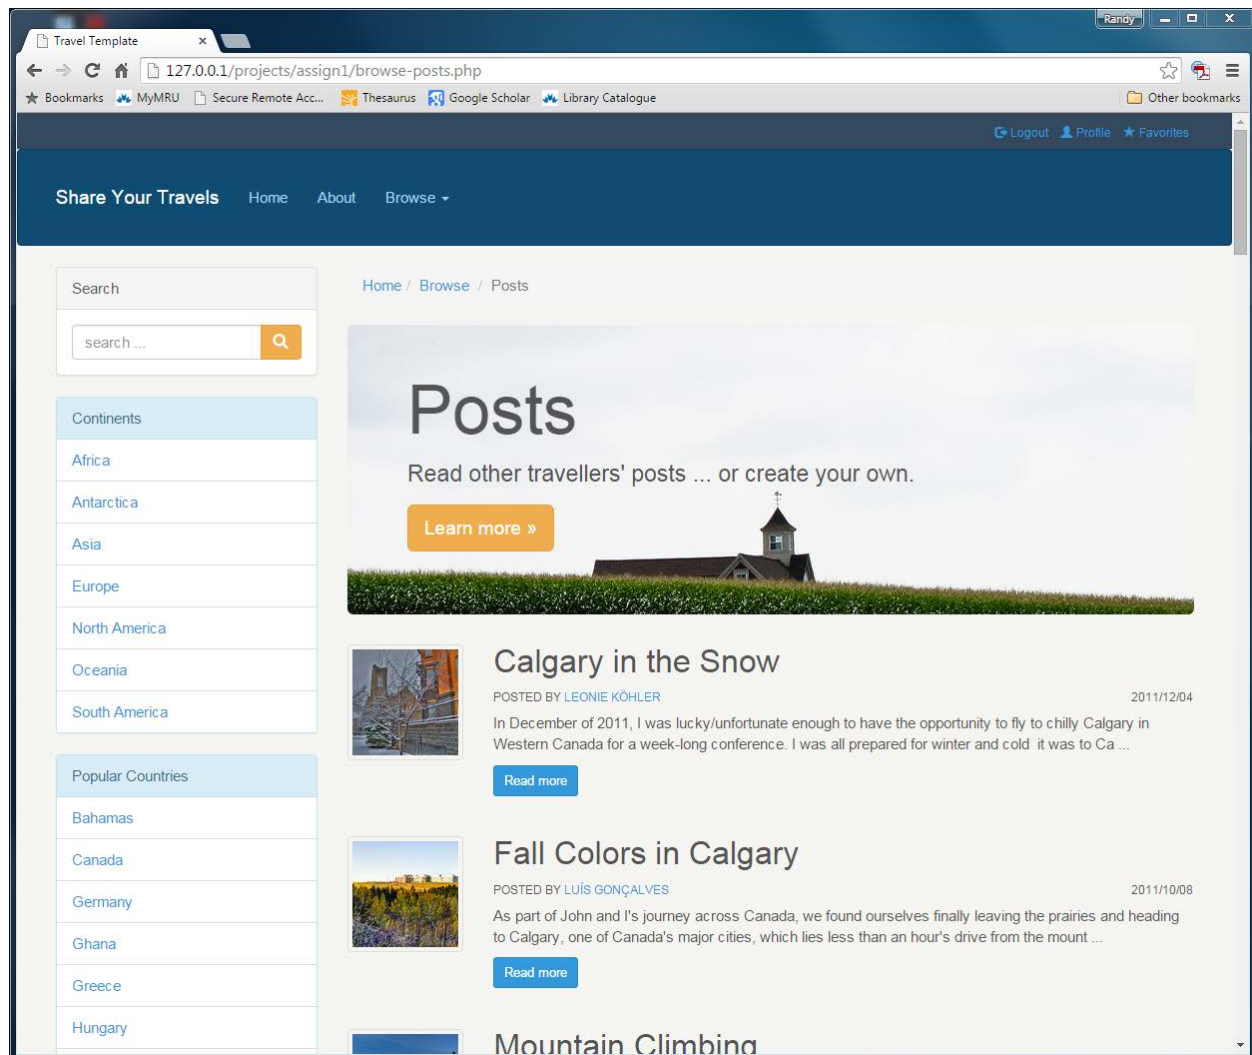 Randy
Travel Template
127.0.0.1/projects/assign1/browse-posts.php
Bookmarks MyMRU Secure Remote Acc... Thesaurus Google Scholar Library Catalogue Other bookmarks
Logout Profile Favorites
Share Your Travels Home About Browse
Search
search ...
Continents
Africa
Antarctica
Asia
Europe
North America
Oceania
South America
Popular Countries
Bahamas
Canada
Germany
Ghana
Greece
Hungary
Home / Browse / Posts
Posts
Read other travellers' posts ... or create your own.
Learn more »
Calgary in the Snow
POSTED BY LEONIE KÖHLER 2011/12/04
In December of 2011, I was lucky/unfortunate enough to have the opportunity to fly to chilly Calgary in
Western Canada for a week-long conference. I was all prepared for winter and cold it was to Ca ...
Read more
Fall Colors in Calgary
POSTED BY LUÍS GONÇALVES 2011/10/08
As part of John and I's journey across Canada, we found ourselves finally leaving the prairies and heading
to Calgary, one of Canada's major cities, which lies less than an hour's drive from the mount ...
Read more
Mountain Climbing